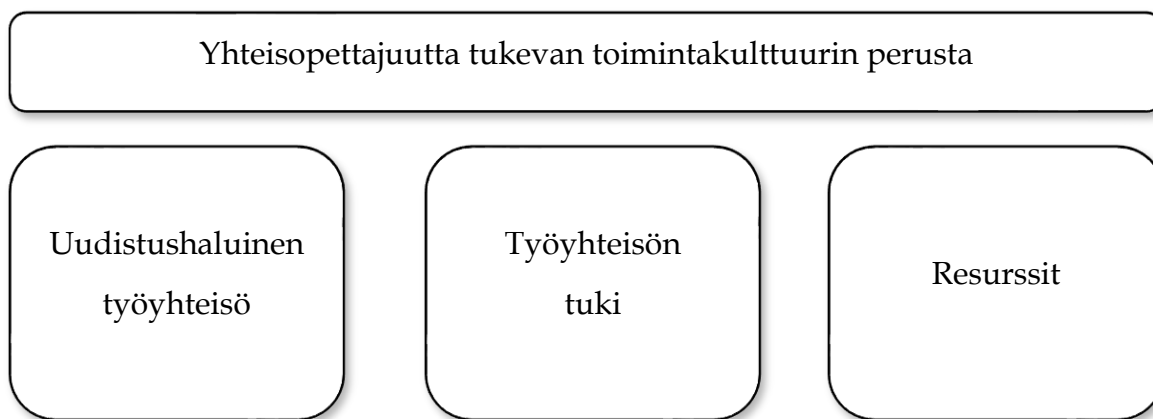 Yhteisopettajuutta tukevan toimintakulttuurin perusta
Uudistushaluinen
työyhteisö
Työyhteisön
tuki
Resurssit